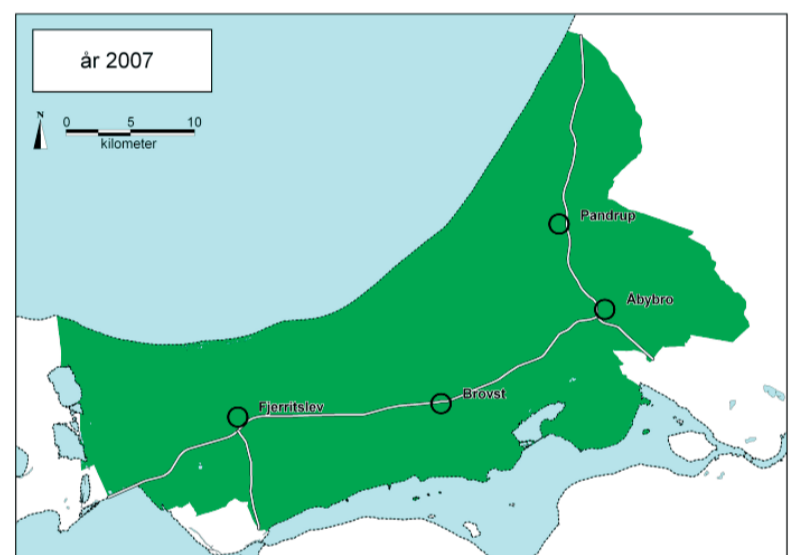 år 2007
N
0 5 10
kilometer
Pandrup
Åbybro
Brovst
Fjerritslev